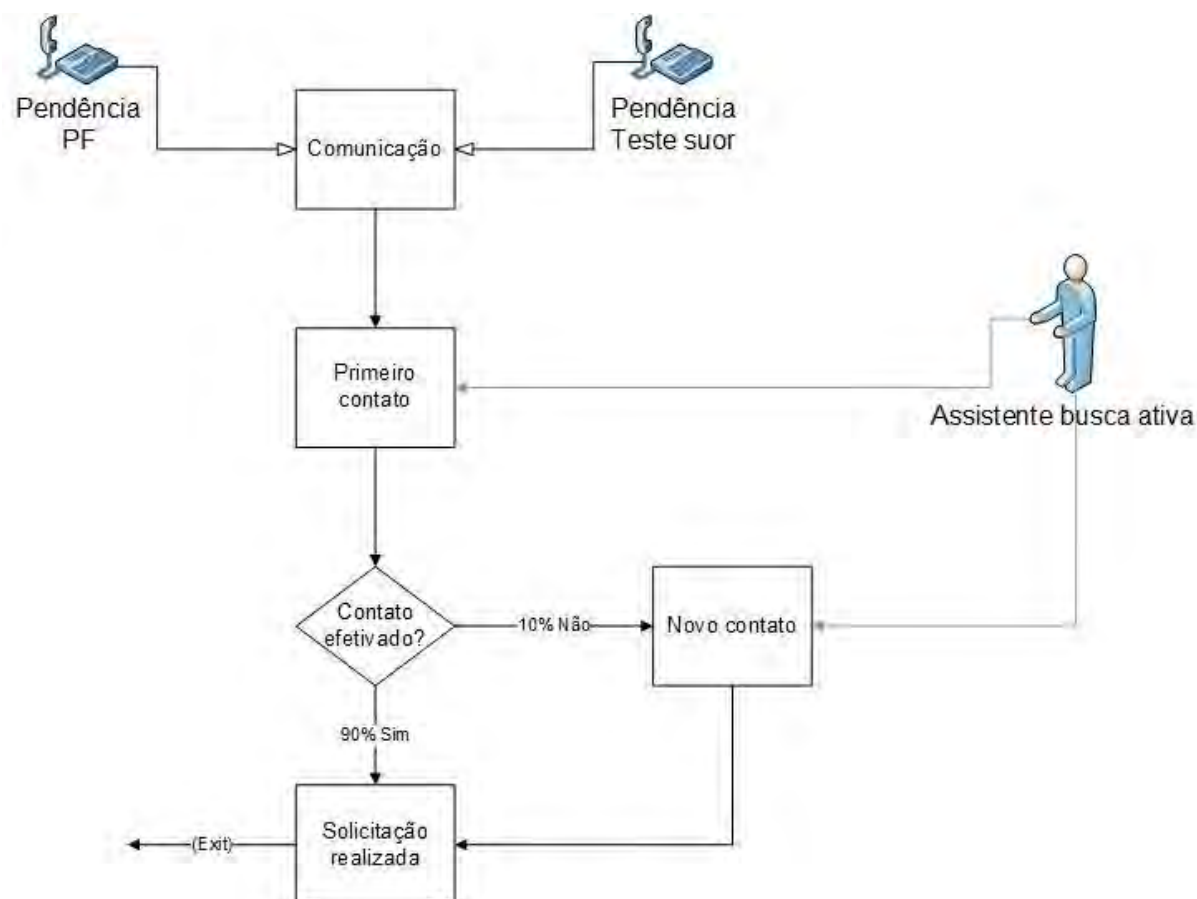 Pendência
PF
Pendência
Teste suor
Comunicação
Primeiro
contato
Assistente busca ativa
Contato
efetivado?
10% Não
Novo contato
90% Sim
Solicitação
realizada
(Exit)